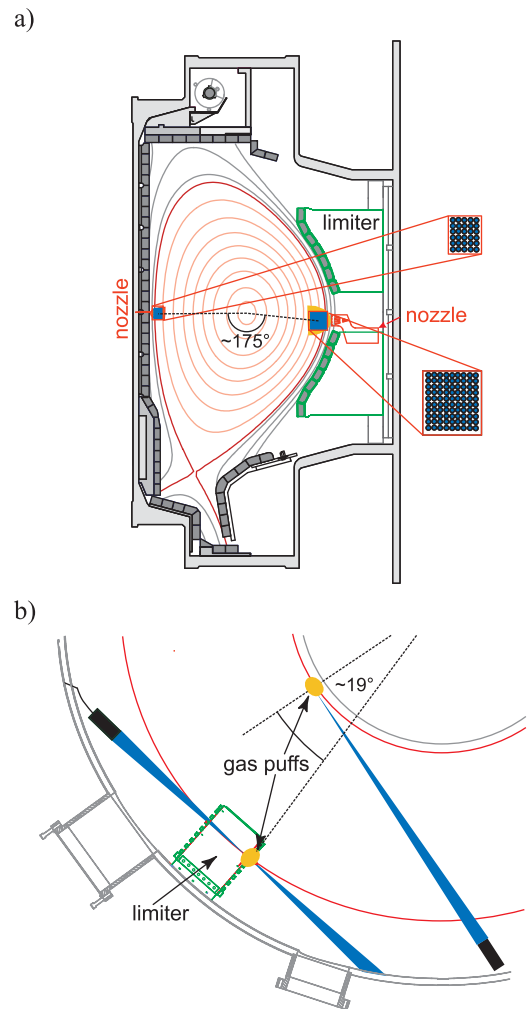 a)
limiter
nozzle
nozzle
~175°
b)
~19°
gas puffs
limiter